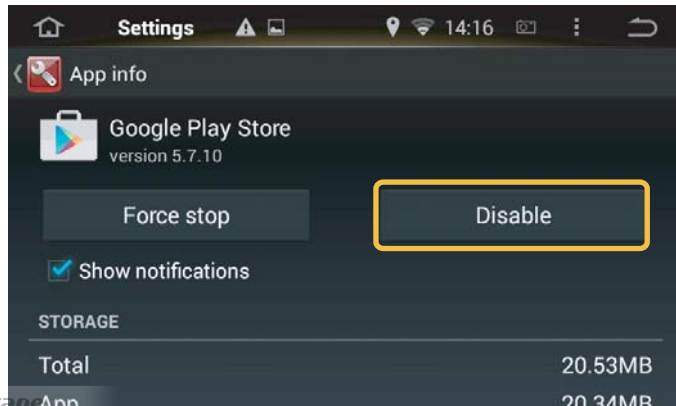 Settings 14:16
App info
Google Play Store
version 5.7.10
Force stop Disable
Show notifications
STORAGE
Total 20.53MB
App 20.34MB